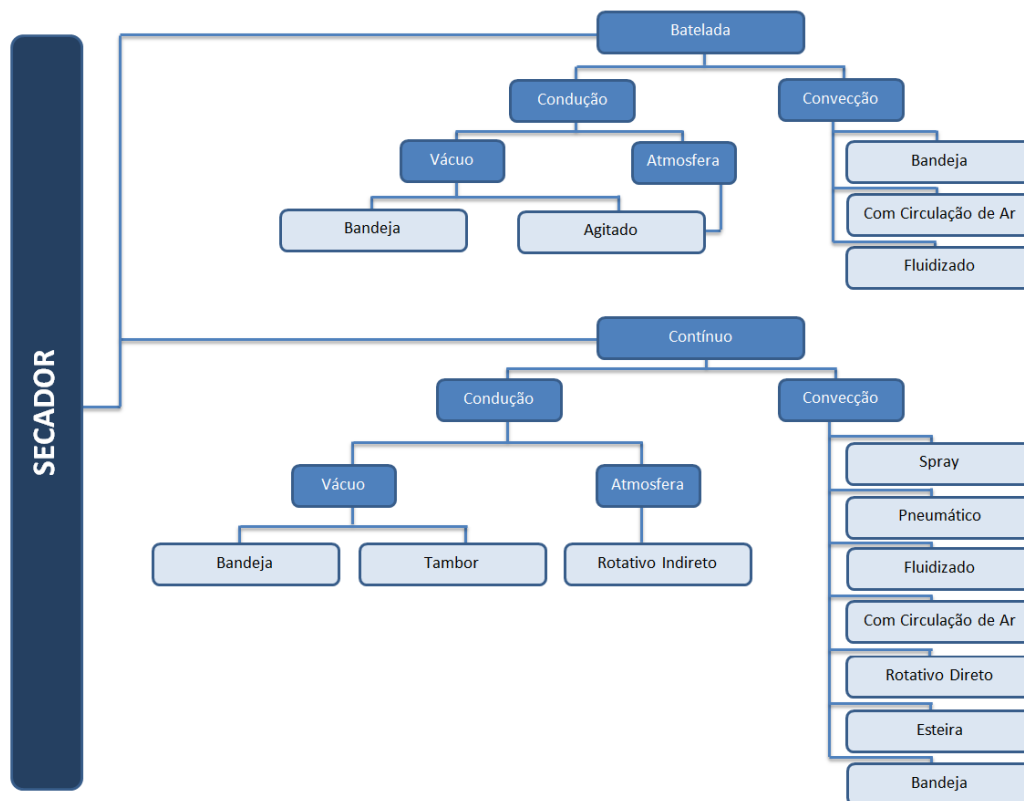 SECADOR
Batelada
Condução
Convecção
Vácuo
Atmosfera
Bandeja
Agitado
Bandeja
Com Circulação de Ar
Fluidizado
Contínuo
Condução
Convecção
Vácuo
Atmosfera
Bandeja
Tambor
Rotativo Indireto
Spray
Pneumático
Fluidizado
Com Circulação de Ar
Rotativo Direto
Esteira
Bandeja